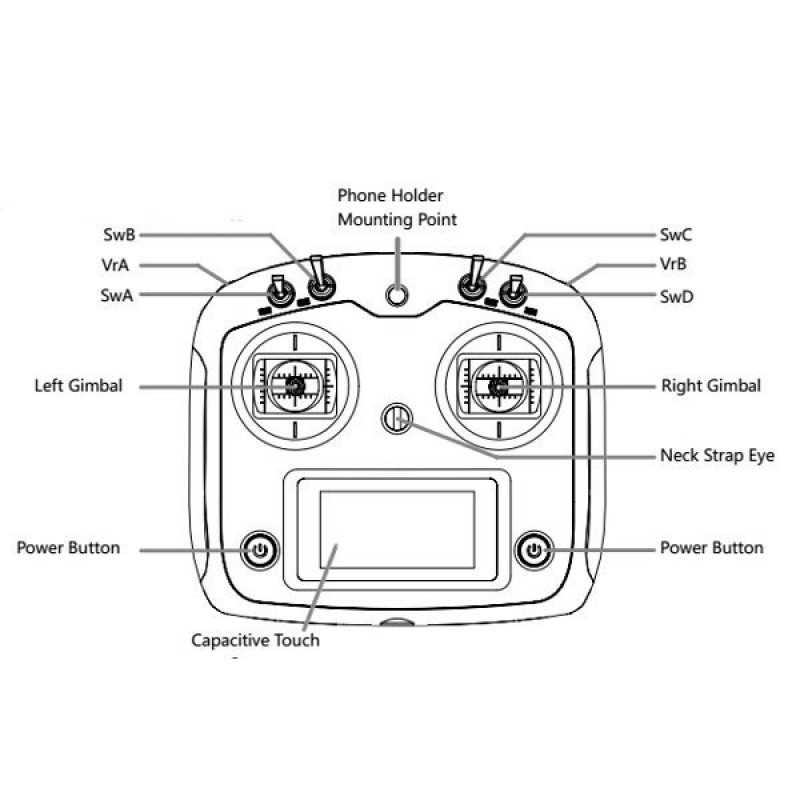 Phone Holder
Mounting Point
SwB
SwC
VrA
VrB
SwA
SwD
Left Gimbal
Right Gimbal
Neck Strap Eye
Power Button
Power Button
Capacitive Touch